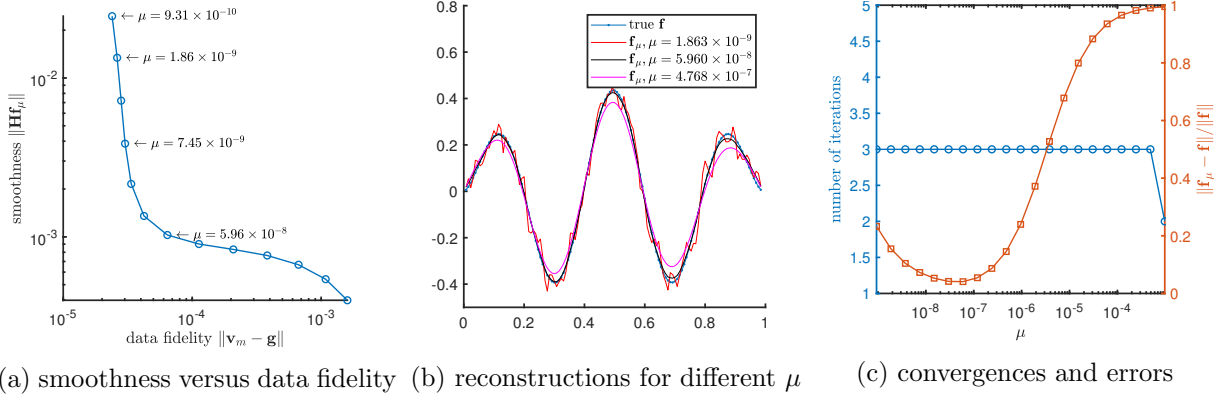 smoothness ‖Hf_μ‖
10^-2
10^-3
← μ = 9.31 × 10^-10
← μ = 1.86 × 10^-9
← μ = 7.45 × 10^-9
← μ = 5.96 × 10^-8
10^-5 10^-4 10^-3
data fidelity ‖v_m − g‖
(a) smoothness versus data fidelity
0.8
0.6
0.4
0.2
0
-0.2
-0.4
true f
f_μ, μ = 1.863 × 10^-9
f_μ, μ = 5.960 × 10^-8
f_μ, μ = 4.768 × 10^-7
0 0.2 0.4 0.6 0.8 1
(b) reconstructions for different μ
number of iterations
5
4.5
4
3.5
3
2.5
2
1.5
1
1
0.8
0.6
0.4
0.2
0
‖f_μ − f‖/‖f‖
10^-8 10^-7 10^-6 10^-5 10^-4
μ
(c) convergences and errors